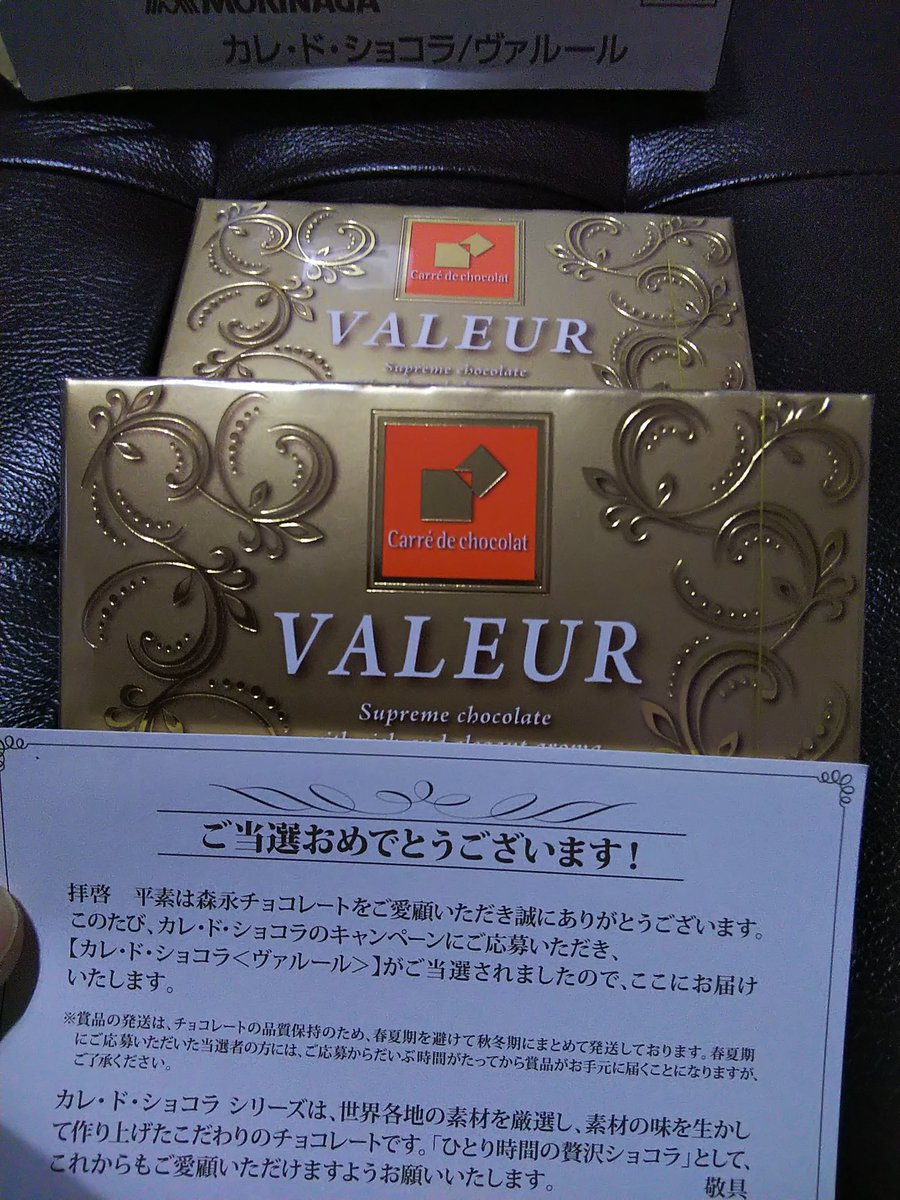 MORINAGA
カレ・ド・ショコラ/ヴァルール
Carré de chocolat
VALEUR
Supreme chocolate
Carré de chocolat
VALEUR
Supreme chocolate
with rich and elegant aroma
ご当選おめでとうございます!
拝啓 平素は森永チョコレートをご愛顧いただき誠にありがとうございます。
このたび、カレ・ド・ショコラのキャンペーンにご応募いただき、
【カレ・ド・ショコラ<ヴァルール>】がご当選されましたので、ここにお届け
いたします。
※賞品の発送は、チョコレートの品質保持のため、春夏期を避けて秋冬期にまとめて発送しております。春夏期
にご応募いただいた当選者の方には、ご応募からだいぶ時間がたってから賞品がお手元に届くことになりますが、
ご了承ください。
カレ・ド・ショコラ シリーズは、世界各地の素材を厳選し、素材の味を生かし
て作り上げたこだわりのチョコレートです。「ひとり時間の贅沢ショコラ」として、
これからもご愛顧いただけますようお願いいたします。
敬具